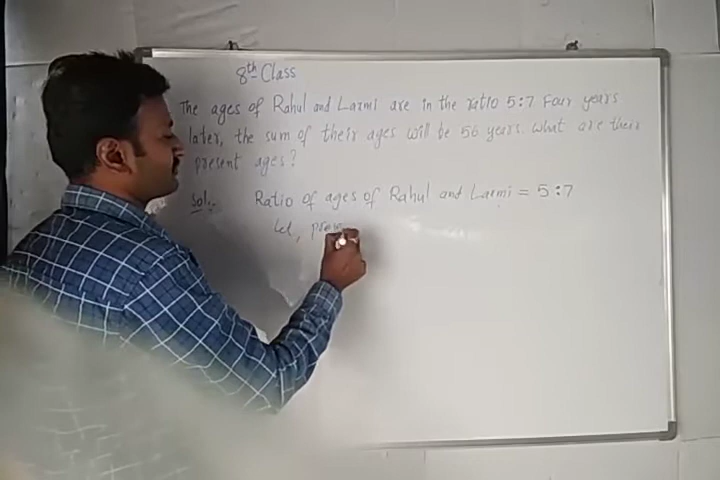 8th Class
The ages of Rahul and Laxmi are in the ratio 5:7 Four years
later, the sum of their ages will be 56 years. What are their
present ages?
Sol:- Ratio of ages of Rahul and Laxmi = 5:7
Let, prese